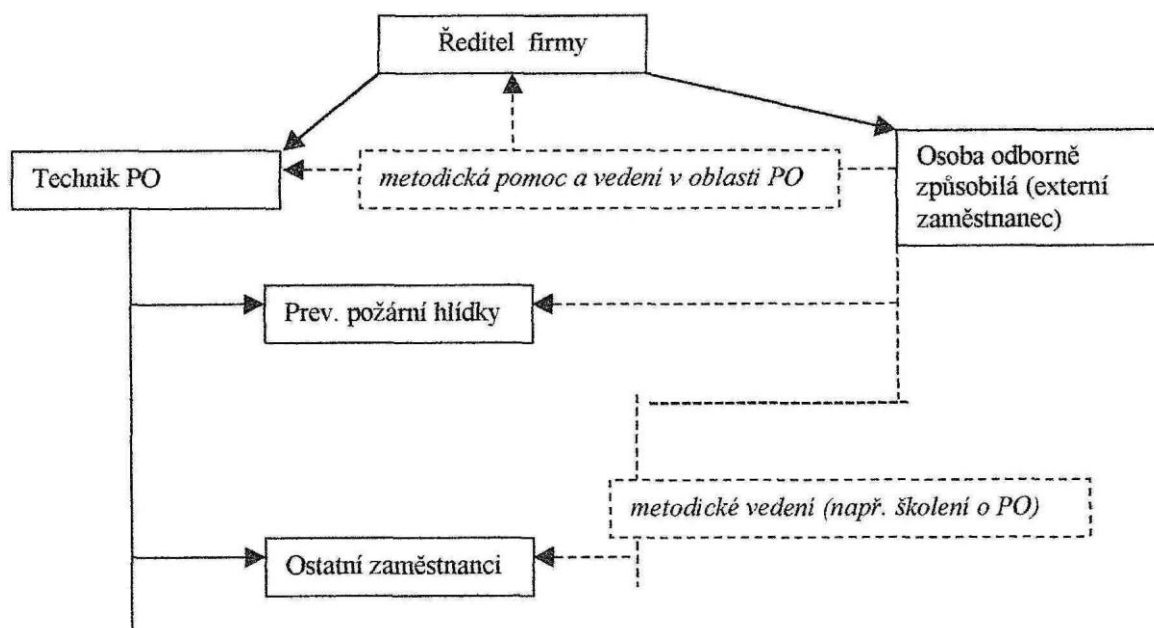 Ředitel firmy
Technik PO
metodická pomoc a vedení v oblasti PO
Osoba odborně
způsobilá (externí
zaměstnanec)
Prev. požární hlídky
metodické vedení (např. školení o PO)
Ostatní zaměstnanci